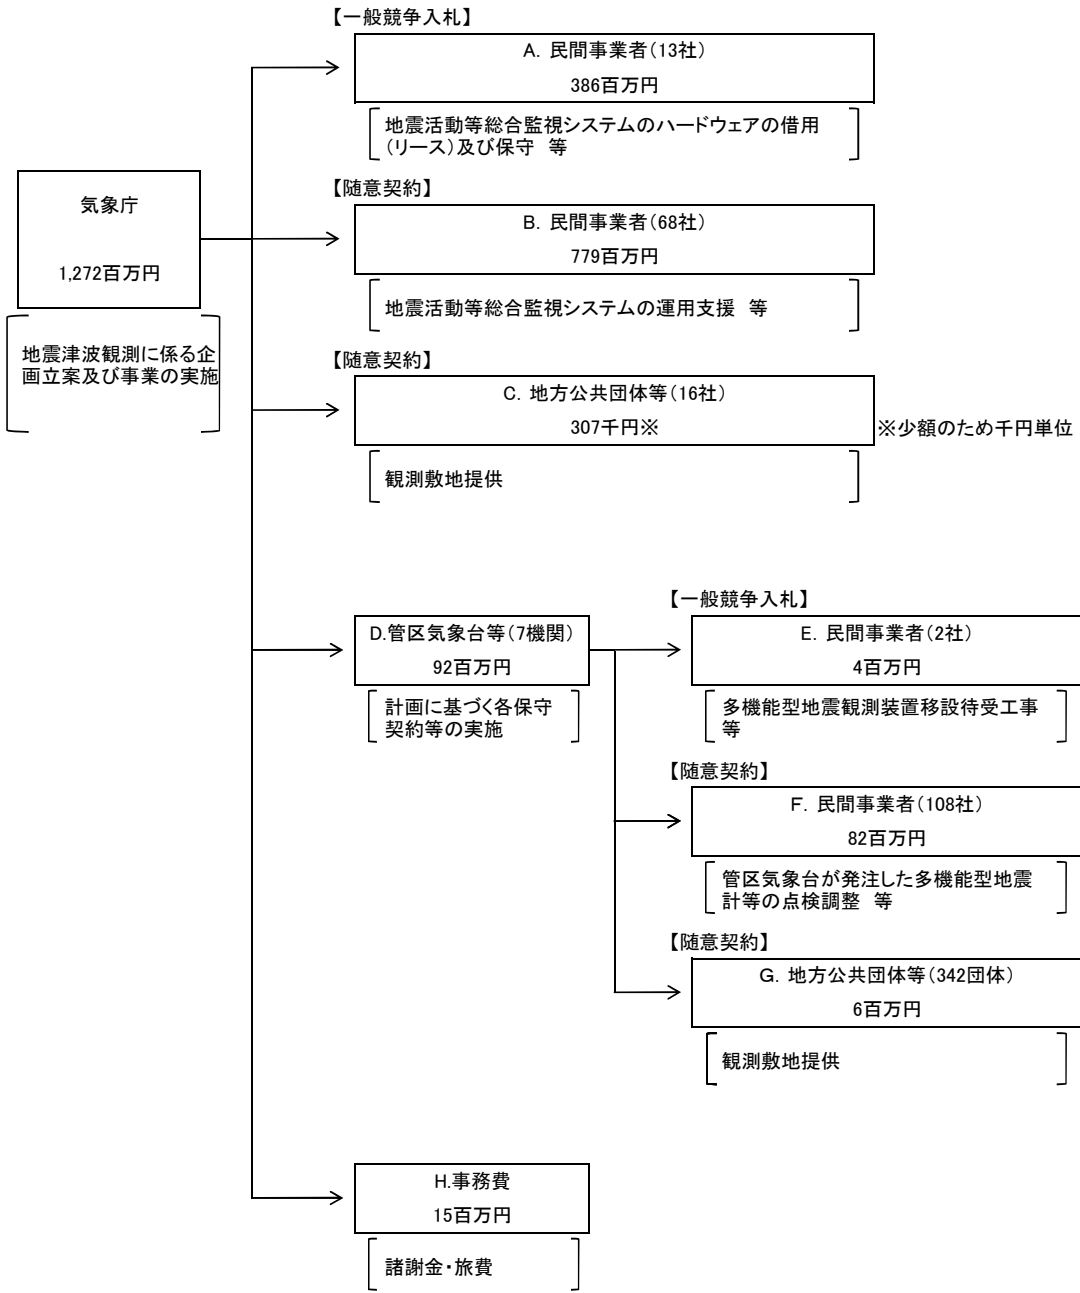 【一般競争入札】
A．民間事業者（13社）
386百万円
地震活動等総合監視システムのハードウェアの借用
（リース）及び保守　等
気象庁
1,272百万円
地震津波観測に係る企
画立案及び事業の実施
【随意契約】
B．民間事業者（68社）
779百万円
地震活動等総合監視システムの運用支援　等
【随意契約】
C．地方公共団体等（16社）
307千円※
※少額のため千円単位
観測敷地提供
D.管区気象台等（7機関）
92百万円
計画に基づく各保守
契約等の実施
【一般競争入札】
E．民間事業者（2社）
4百万円
多機能型地震観測装置移設待受工事
等
【随意契約】
F．民間事業者（108社）
82百万円
管区気象台が発注した多機能型地震
計等の点検調整　等
【随意契約】
G．地方公共団体等（342団体）
6百万円
観測敷地提供
H.事務費
15百万円
諸謝金・旅費